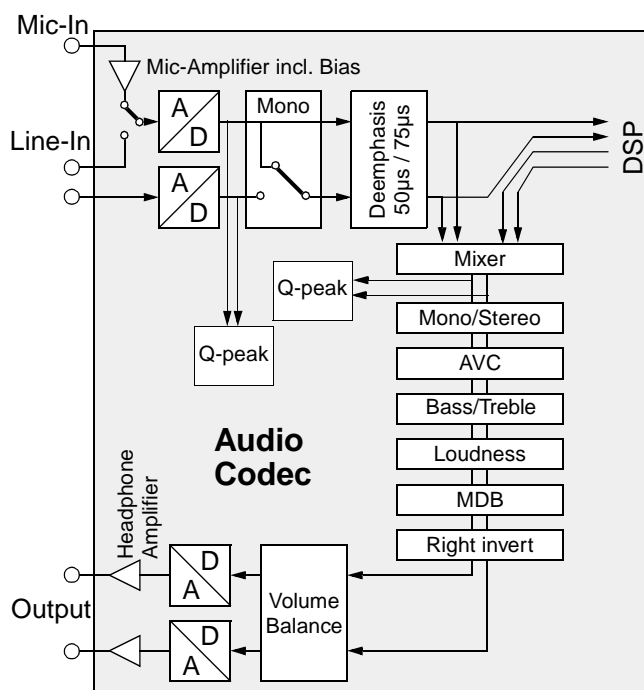 Mic-In
Mic-Amplifier incl. Bias
A
D
Mono
Line-In
A
D
Deemphasis
50µs / 75µs
DSP
Mixer
Q-peak
Mono/Stereo
Q-peak
AVC
Bass/Treble
Audio
Codec
Loudness
MDB
Headphone
Amplifier
Right invert
D
A
Volume
Balance
Output
D
A